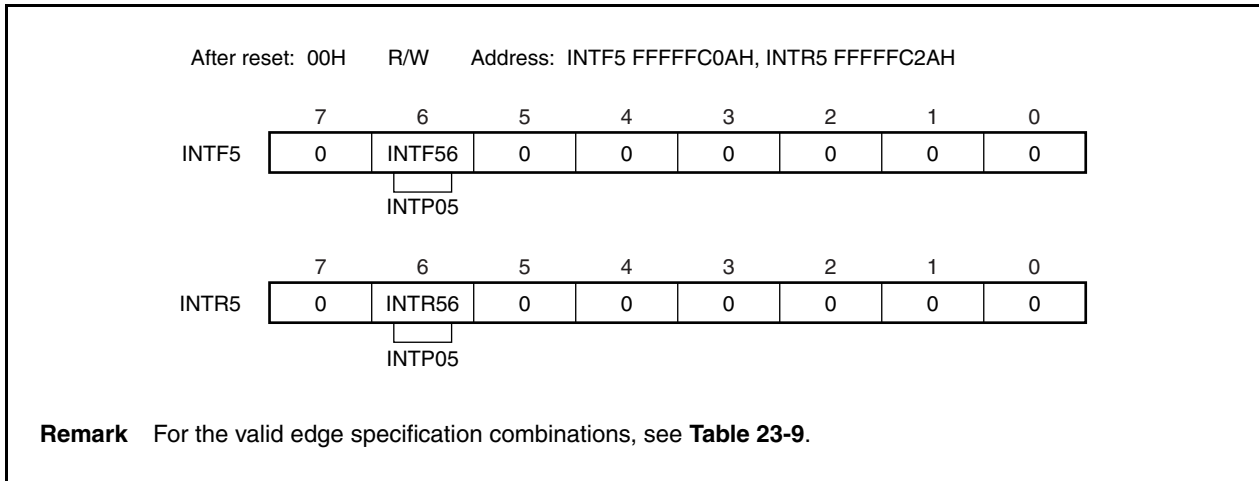 After reset: 00H R/W Address: INTF5 FFFFFC0AH, INTR5 FFFFFC2AH
7 6 5 4 3 2 1 0
INTF5 0 INTF56 0 0 0 0 0 0
INTP05
7 6 5 4 3 2 1 0
INTR5 0 INTR56 0 0 0 0 0 0
INTP05
Remark For the valid edge specification combinations, see Table 23-9.